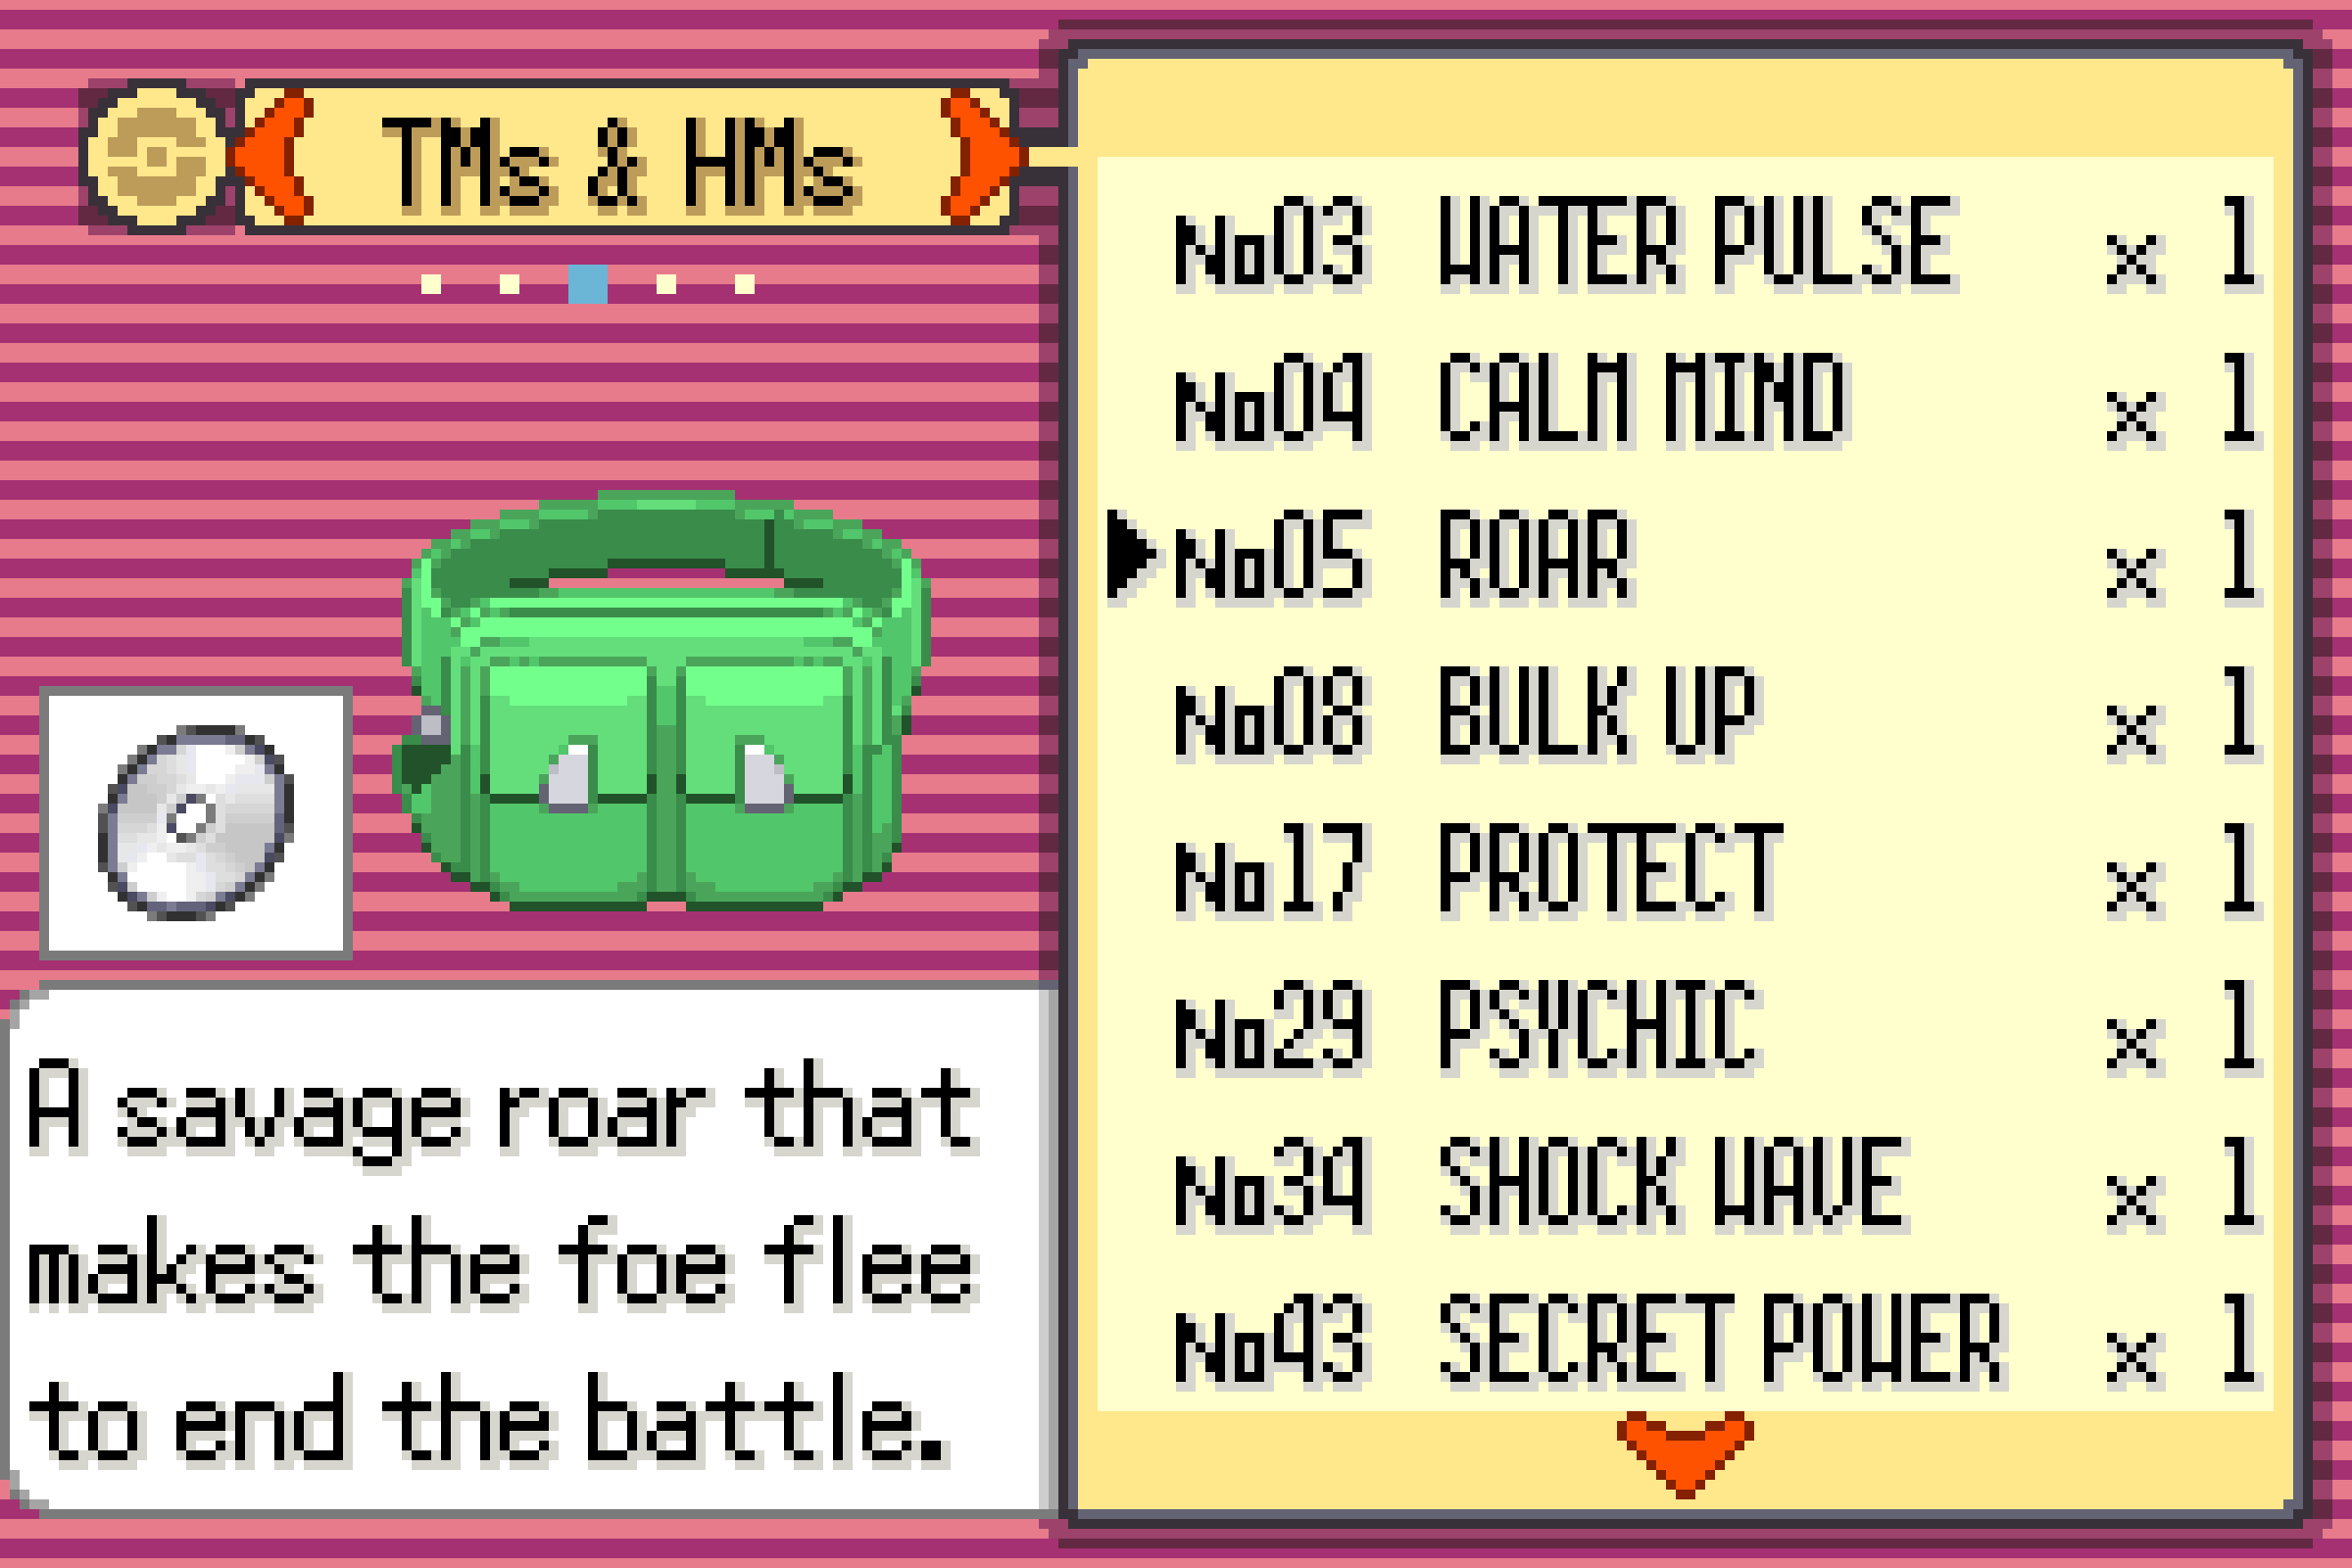 TMs & HMs
No03 WATER PULSE × 1
No04 CALM MIND × 1
No05 ROAR × 1
No08 BULK UP × 1
No17 PROTECT × 1
No29 PSYCHIC × 1
No34 SHOCK WAVE × 1
No43 SECRET POWER × 1
A savage roar that
makes the foe flee
to end the battle.